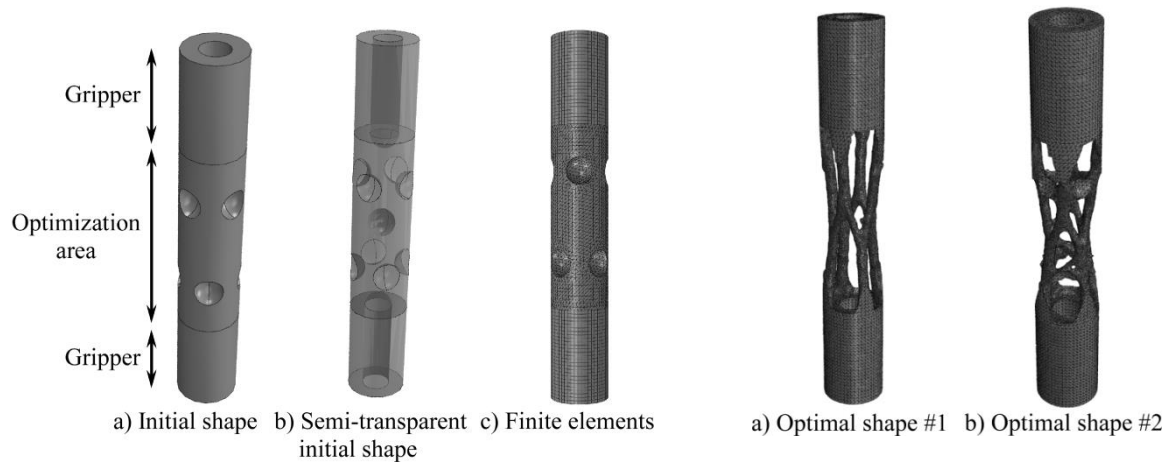 Gripper
Optimization
area
Gripper
a) Initial shape
b) Semi-transparent
initial shape
c) Finite elements
a) Optimal shape #1
b) Optimal shape #2